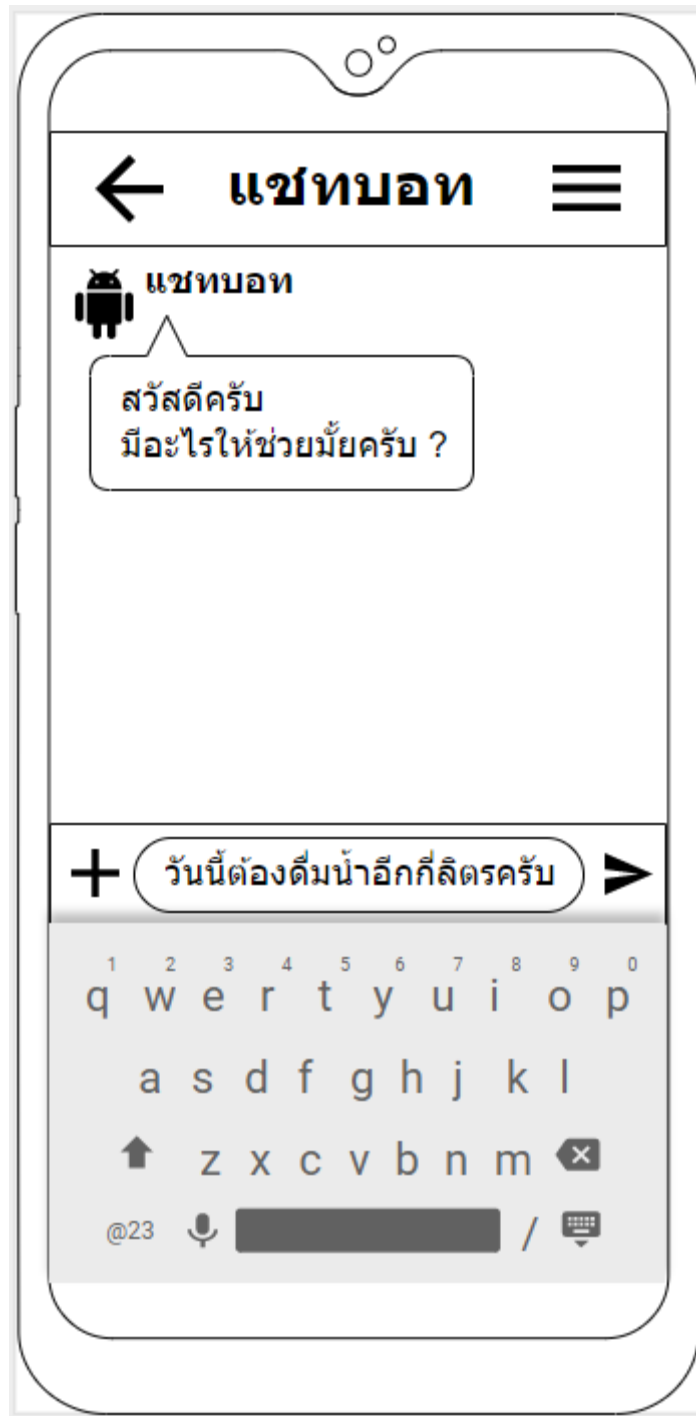 แชทบอท
แชทบอท
สวัสดีครับ
มีอะไรให้ช่วยมั้ยครับ ?
วันนี้ต้องดื่มน้ำอีกกี่ลิตรครับ
1 2 3 4 5 6 7 8 9 0
q w e r t y u i o p
a s d f g h j k l
z x c v b n m
@23 /